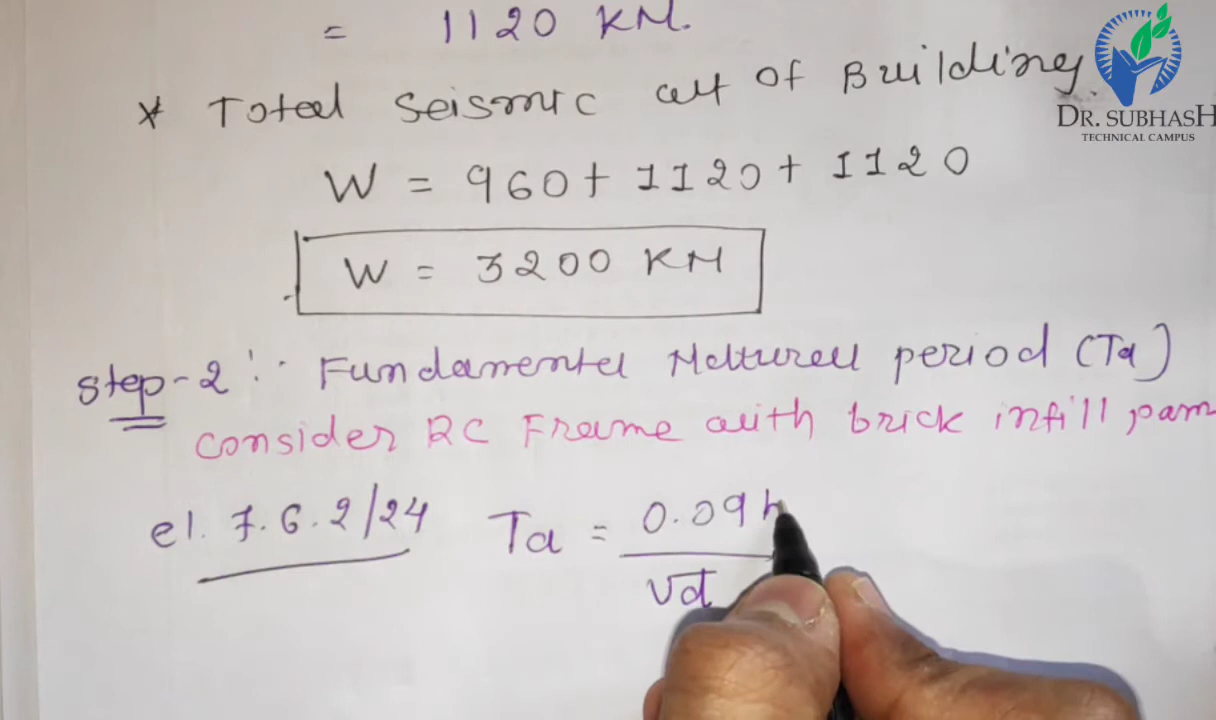 = 1120 KN.
* Total Seismic wt of Building.
W = 960 + 1120 + 1120
W = 3200 KN
Step-2 :- Fundamental Natural period (Ta)
Consider RC Frame with brick infill pan
cl. 7.6.2/24 Ta = 0.09h / √d
DR. SUBHASH
TECHNICAL CAMPUS